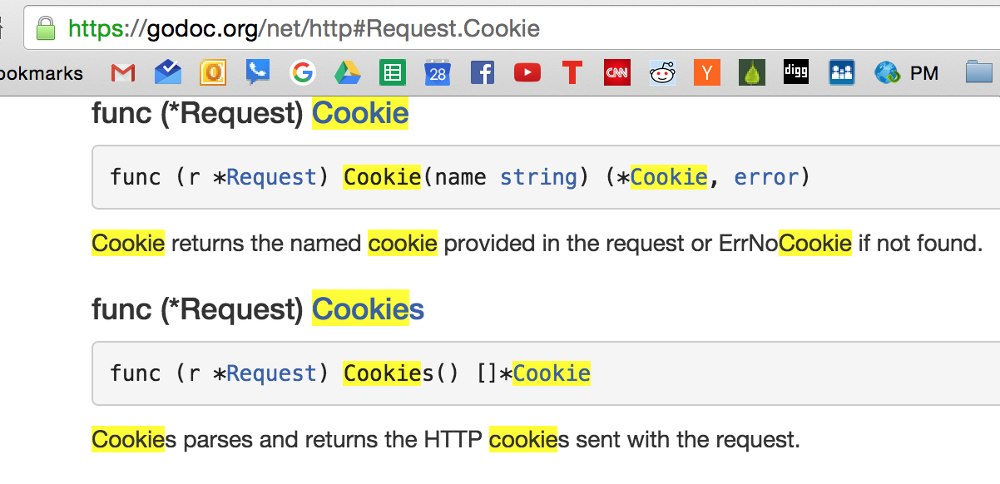 https://godoc.org/net/http#Request.Cookie
ookmarks 28 T CNN Y digg PM
func (*Request) Cookie
func (r *Request) Cookie(name string) (*Cookie, error)
Cookie returns the named cookie provided in the request or ErrNoCookie if not found.
func (*Request) Cookies
func (r *Request) Cookies() []*Cookie
Cookies parses and returns the HTTP cookies sent with the request.